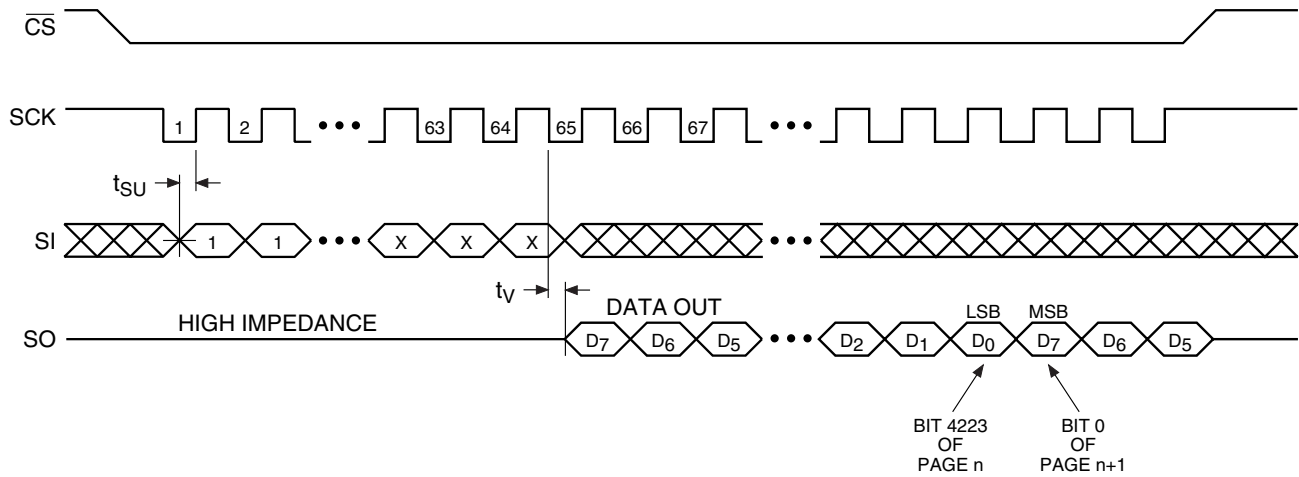 CS
SCK 1 2 ••• 63 64 65 66 67 •••
tSU
SI 1 1 ••• X X X •••
tV
HIGH IMPEDANCE DATA OUT LSB MSB
SO D7 D6 D5 ••• D2 D1 D0 D7 D6 D5
BIT 4223
OF
PAGE n
BIT 0
OF
PAGE n+1